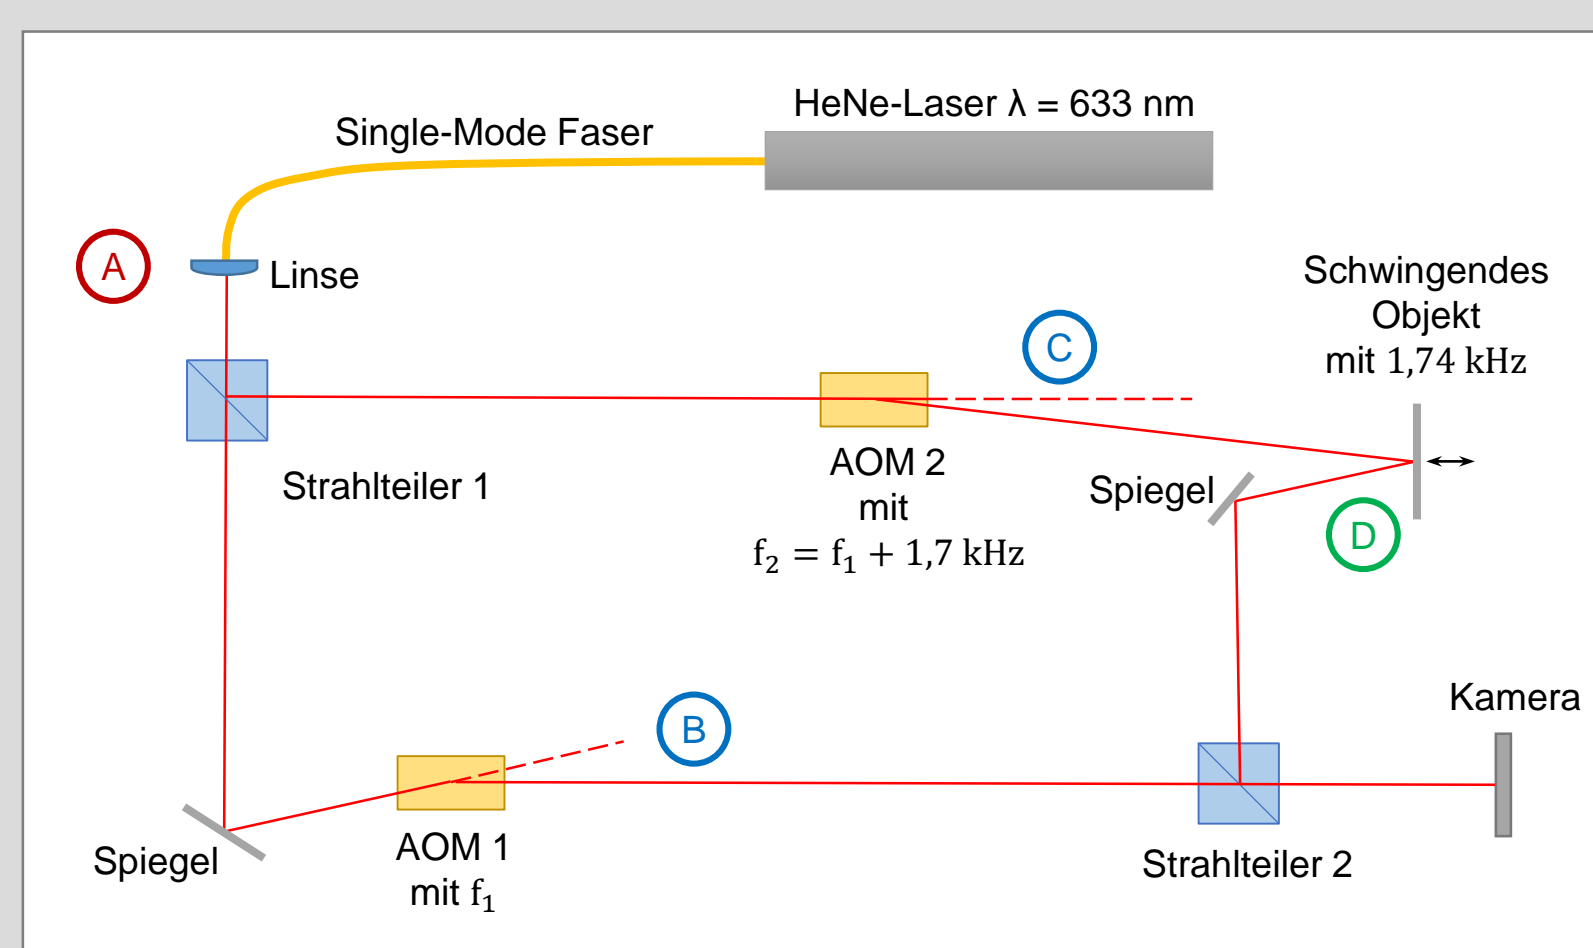 HeNe-Laser λ = 633 nm
Single-Mode Faser
A
Linse
Schwingendes
Objekt
mit 1,74 kHz
C
Strahlteiler 1
AOM 2
mit
f₂ = f₁ + 1,7 kHz
Spiegel
D
B
Kamera
Spiegel
AOM 1
mit f₁
Strahlteiler 2